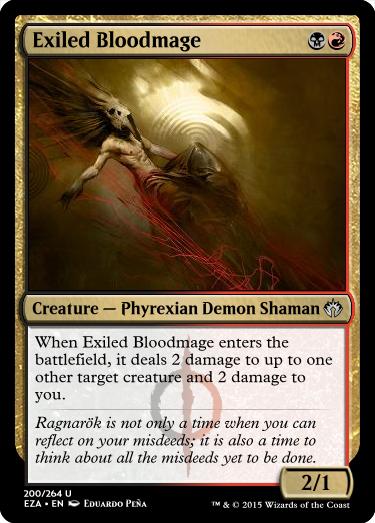 Exiled Bloodmage
Creature — Phyrexian Demon Shaman
When Exiled Bloodmage enters the
battlefield, it deals 2 damage to up to one
other target creature and 2 damage to
you.
Ragnarök is not only a time when you can
reflect on your misdeeds; it is also a time to
think about all the misdeeds yet to be done.
2/1
200/264 U
EZA • EN Eduardo Peña
™ & © 2015 Wizards of the Coast